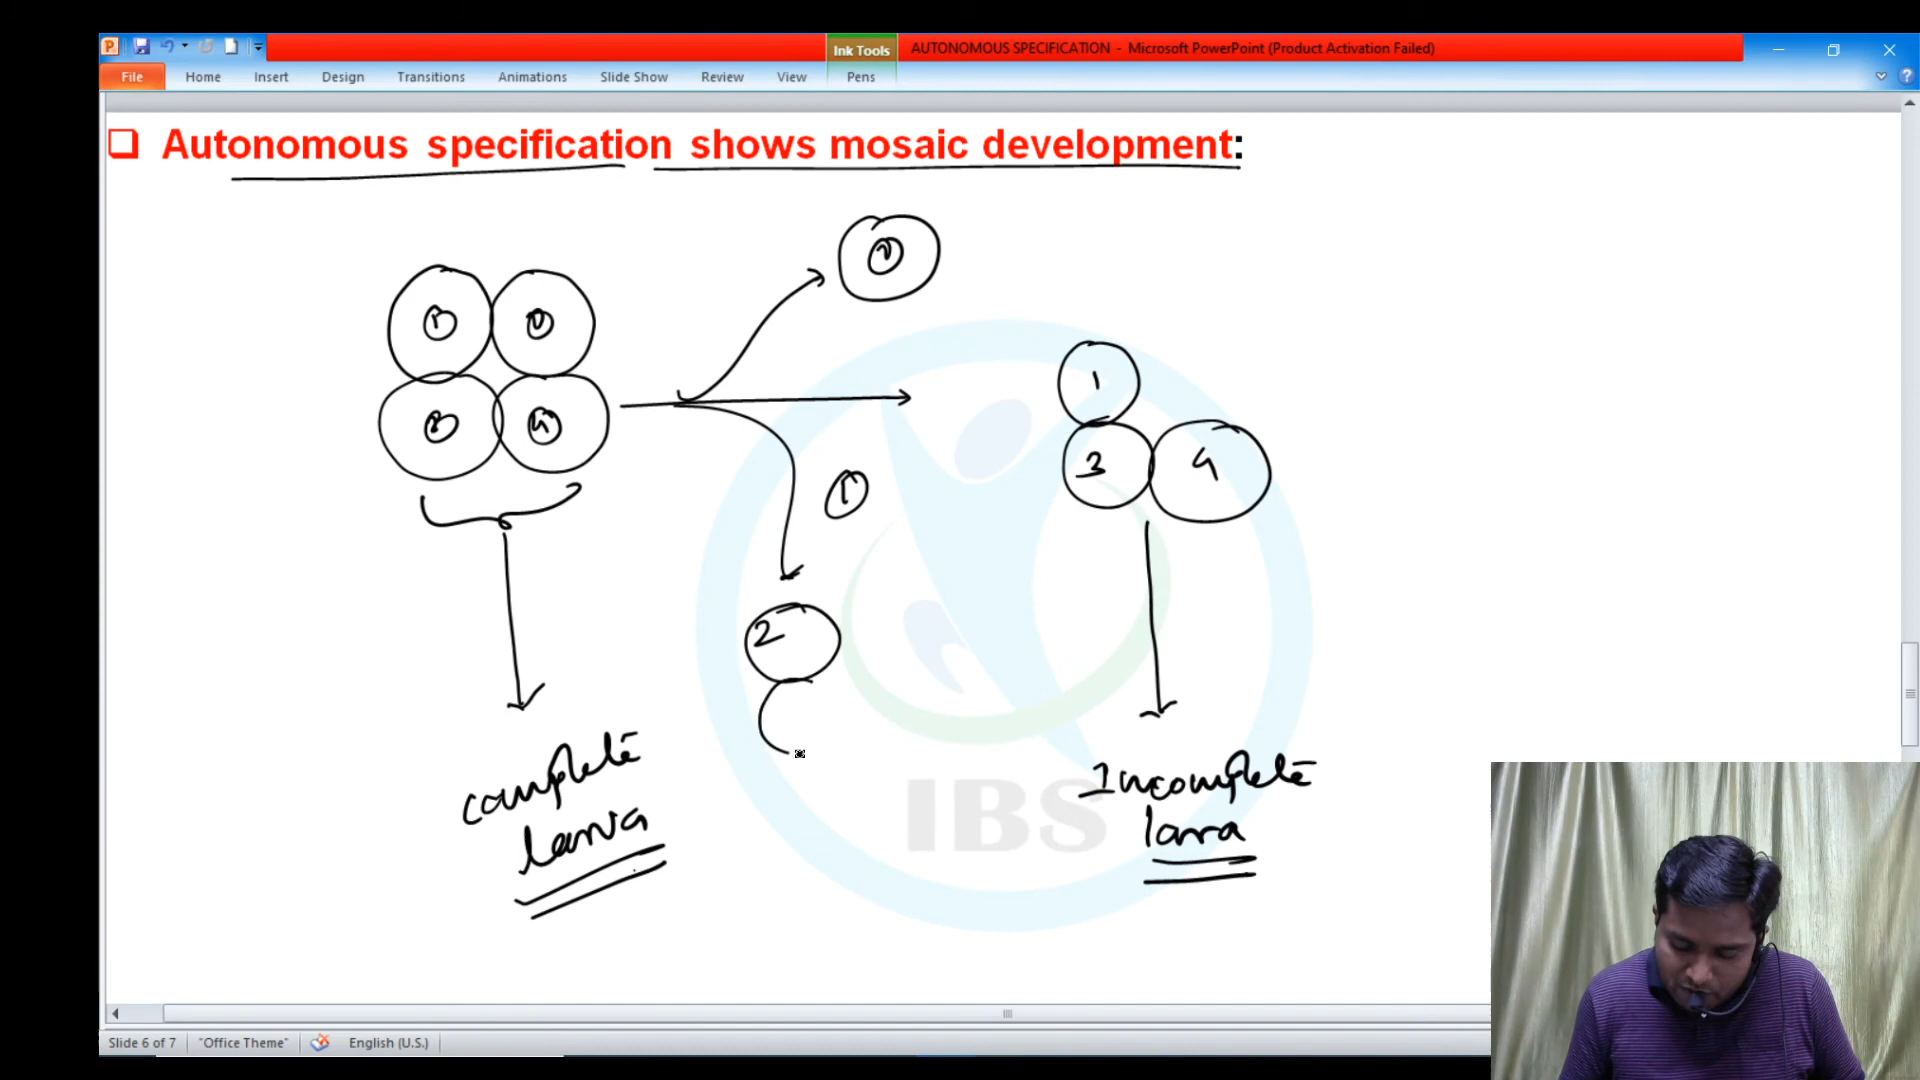 Ink Tools
AUTONOMOUS SPECIFICATION - Microsoft PowerPoint (Product Activation Failed)
File Home Insert Design Transitions Animations Slide Show Review View Pens
❑ Autonomous specification shows mosaic development:
1
3 4
1
2
complete
larva
Incomplete
lara
IBS
Slide 6 of 7 "Office Theme" English (U.S.)